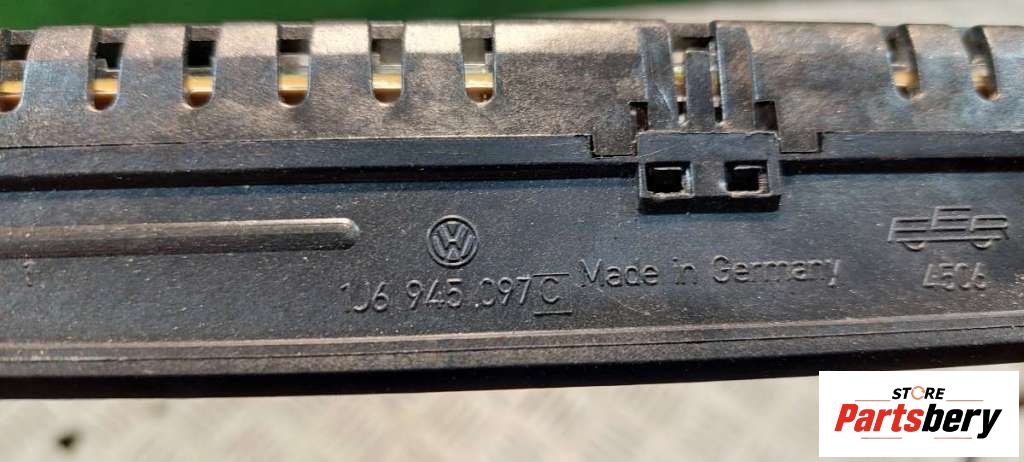 1J6 945 097 C
Made in Germany
4506
STORE
Partsbery